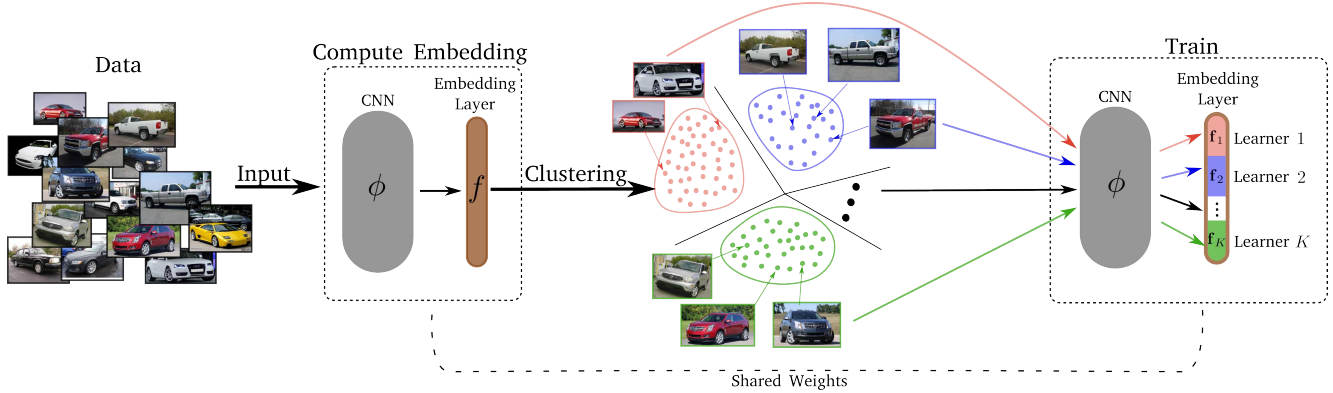 Data
Input
Compute Embedding
CNN
Embedding
Layer
ϕ
f
Clustering
Train
CNN
Embedding
Layer
ϕ
f₁ Learner 1
f₂ Learner 2
⋮
f_K Learner K
Shared Weights